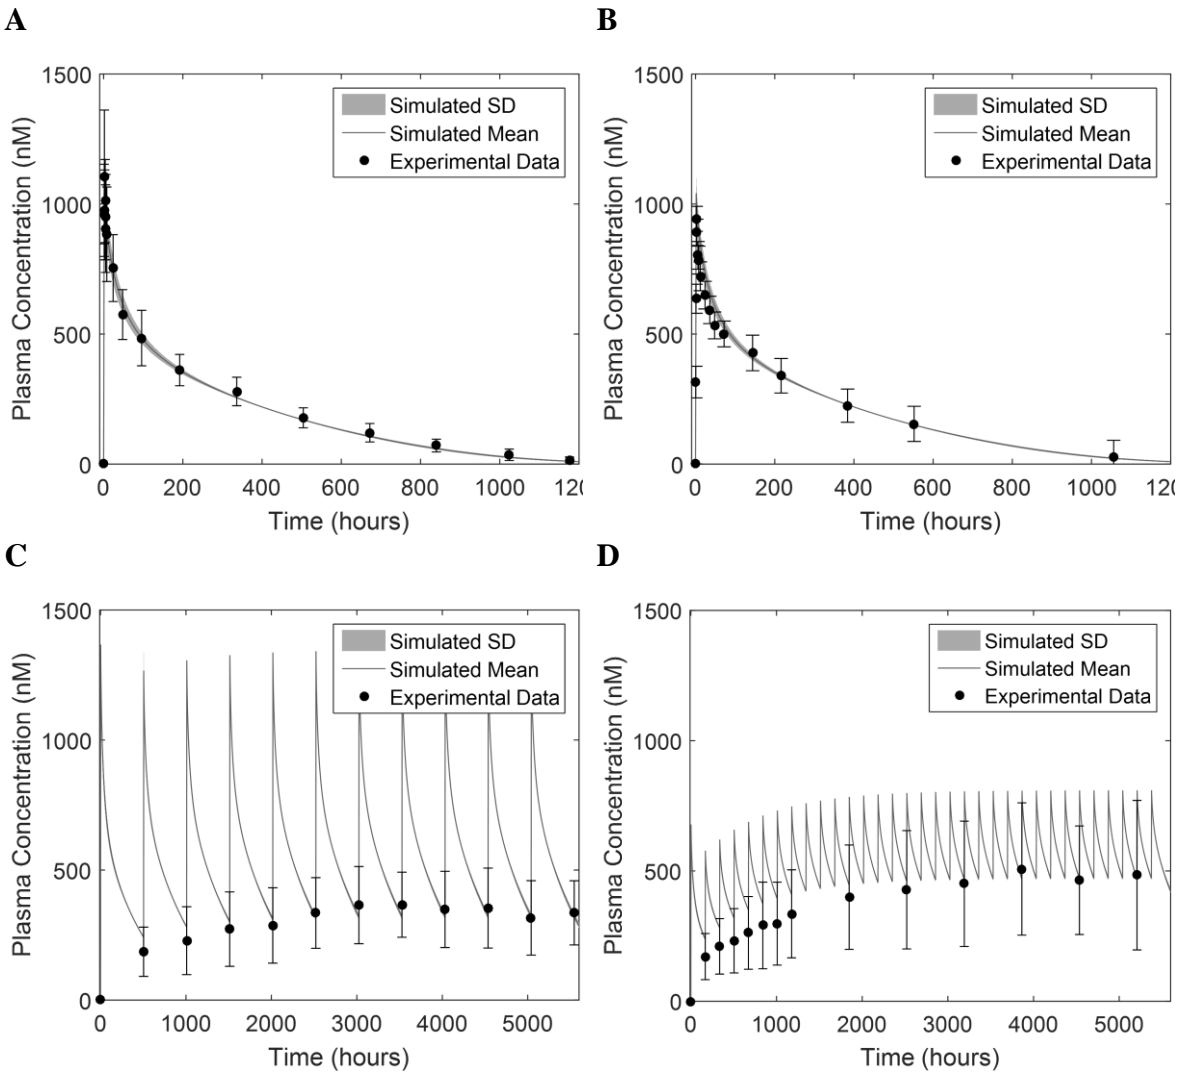 A
1500
1000
500
0
Plasma Concentration (nM)
Simulated SD
Simulated Mean
Experimental Data
0 200 400 600 800 1000 120
Time (hours)
B
1500
1000
500
0
Plasma Concentration (nM)
Simulated SD
Simulated Mean
Experimental Data
0 200 400 600 800 1000 120
Time (hours)
C
1500
1000
500
0
Plasma Concentration (nM)
Simulated SD
Simulated Mean
Experimental Data
0 1000 2000 3000 4000 5000
Time (hours)
D
1500
1000
500
0
Plasma Concentration (nM)
Simulated SD
Simulated Mean
Experimental Data
0 1000 2000 3000 4000 5000
Time (hours)